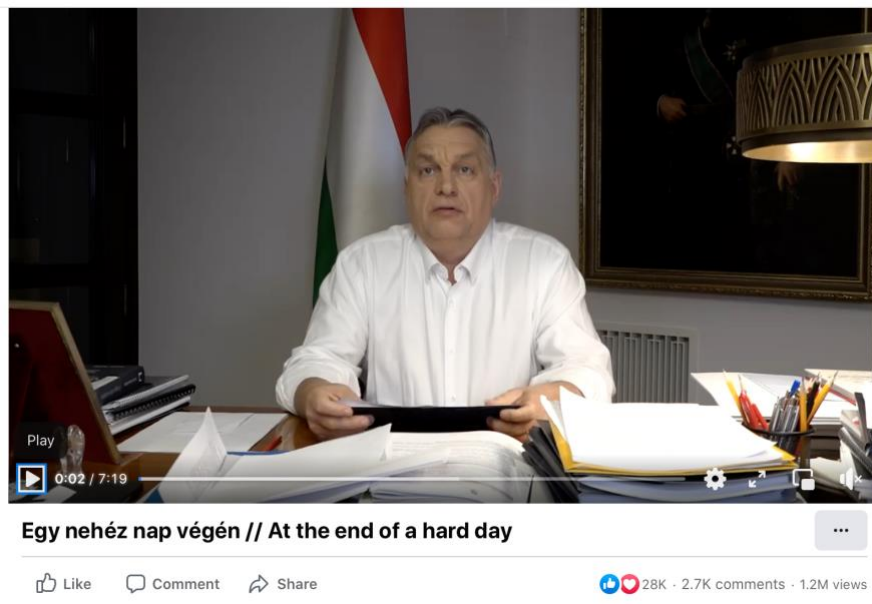 Play
0:02 / 7:19
Egy nehéz nap végén // At the end of a hard day
Like Comment Share 28K · 2.7K comments · 1.2M views